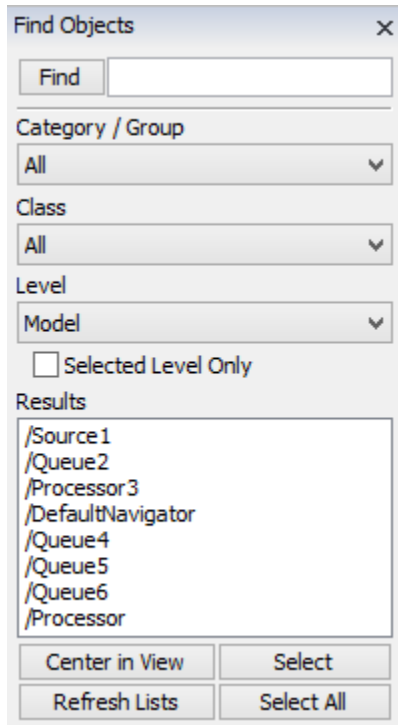 Find Objects
Find
Category / Group
All
Class
All
Level
Model
Selected Level Only
Results
/Source1
/Queue2
/Processor3
/DefaultNavigator
/Queue4
/Queue5
/Queue6
/Processor
Center in View Select
Refresh Lists Select All